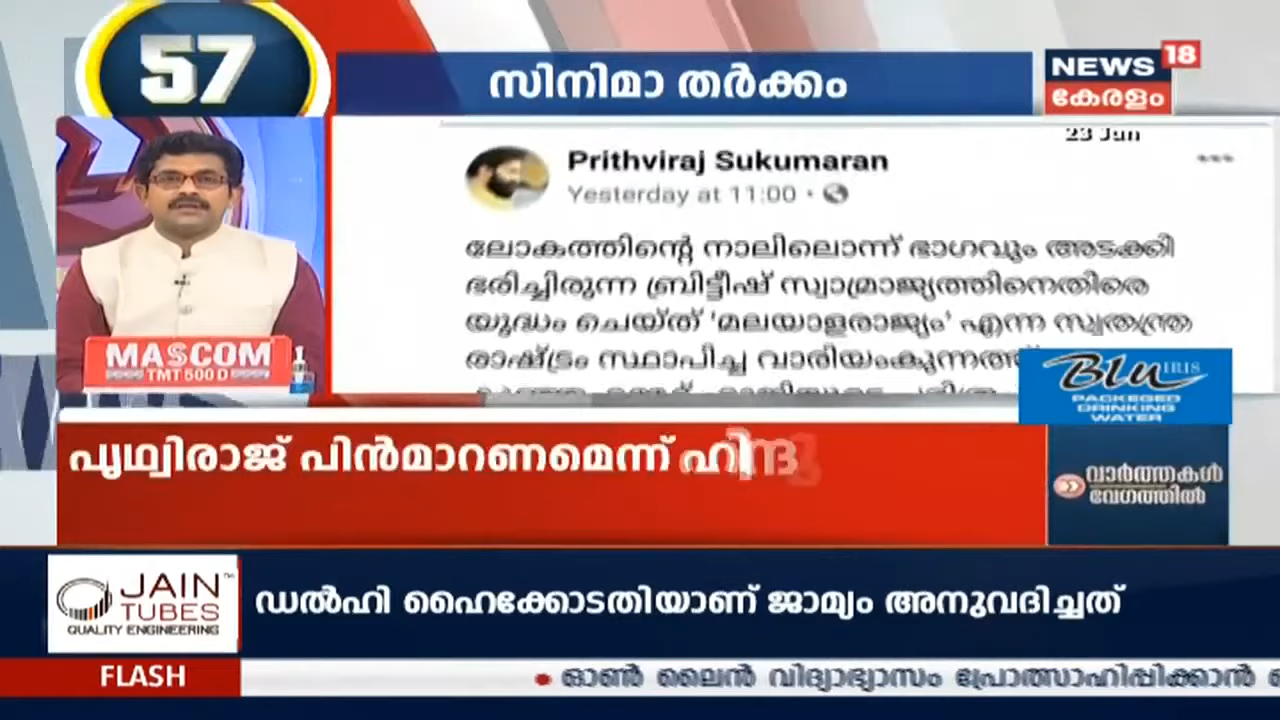 57
സിനിമാ തർക്കം
NEWS 18
കേരളം
23 Jun
Prithviraj Sukumaran
Yesterday at 11:00
ലോകത്തിന്റെ നാലിലൊന്ന് ഭാഗവും അടക്കി
ഭരിച്ചിരുന്ന ബ്രിട്ടീഷ് സ്വാമ്രാജ്യത്തിനെതിരെ
യുദ്ധം ചെയ്ത് 'മലയാളരാജ്യം' എന്ന സ്വതന്ത്ര
രാഷ്ട്രം സ്ഥാപിച്ച വാരിയംകുന്നത്ത്
MASCOM
TMT 500 D
Blu IRIS
PACKEGED
DRINKING
WATER
പൃഥ്വിരാജ് പിൻമാറണമെന്ന് ഹിന്ദു
വാർത്തകൾ
വേഗത്തിൽ
JAIN
TUBES
QUALITY ENGINEERING
ഡൽഹി ഹൈക്കോടതിയാണ് ജാമ്യം അനുവദിച്ചത്
FLASH
ഓൺ ലൈൻ വിദ്യാഭ്യാസം പ്രോത്സാഹിപ്പിക്കാൻ